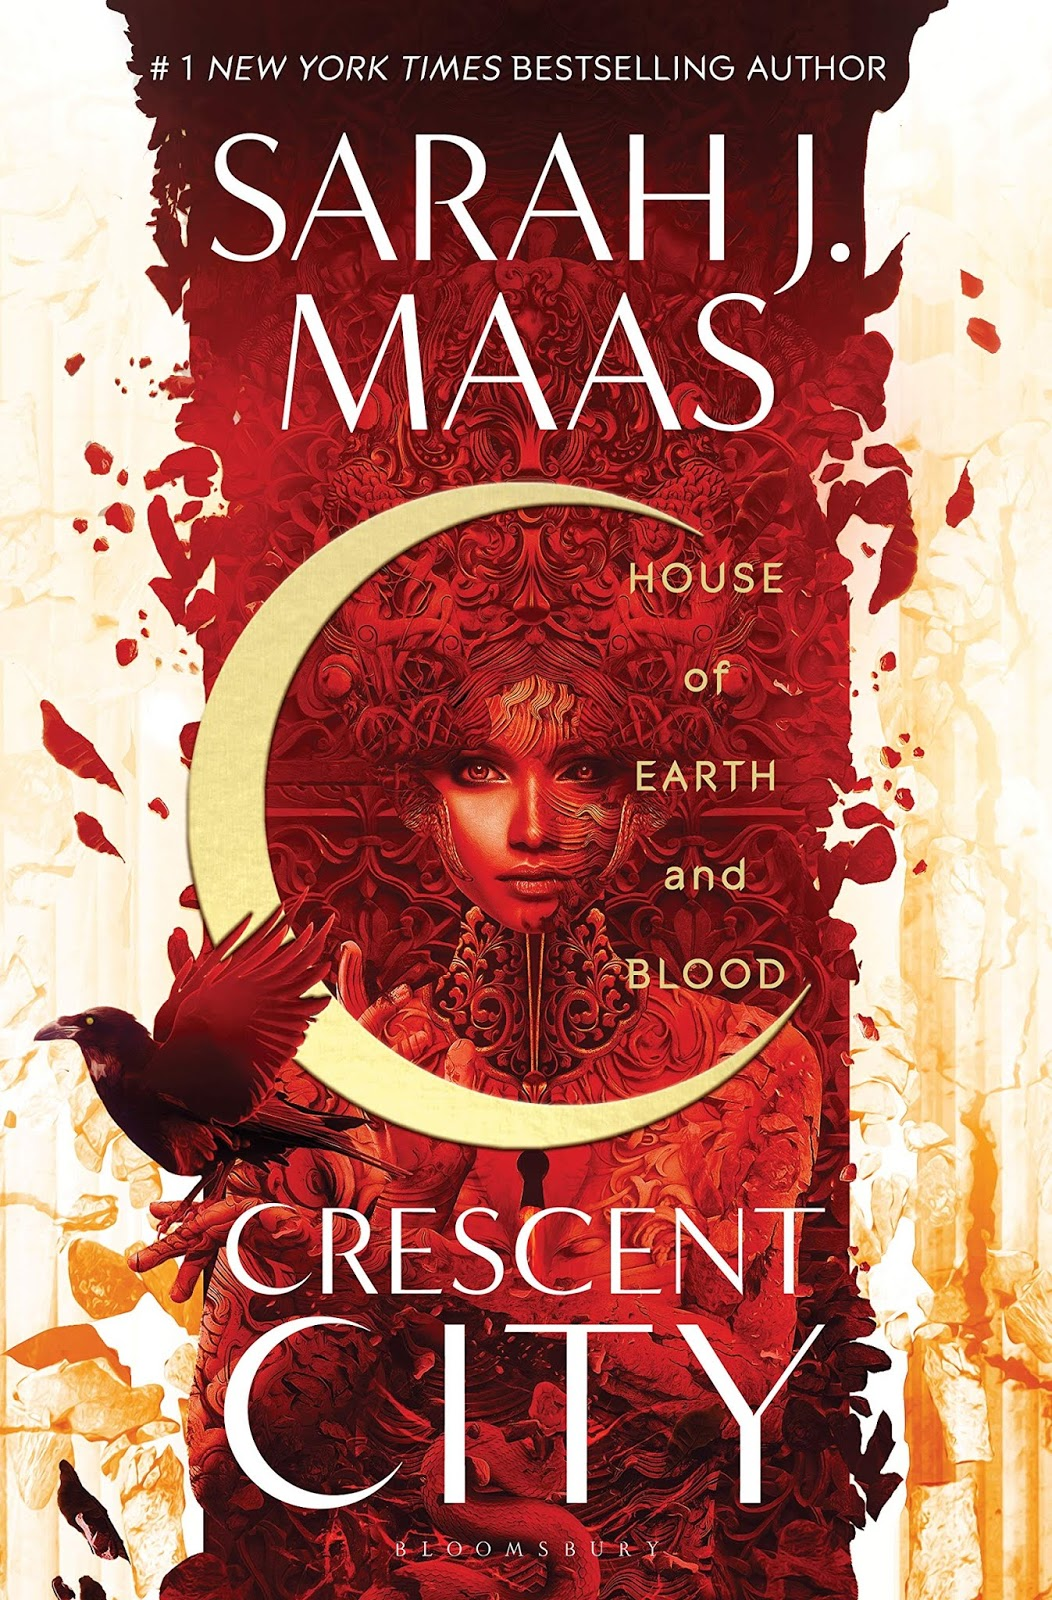 # 1 NEW YORK TIMES BESTSELLING AUTHOR
SARAH J.
MAAS
HOUSE
of
EARTH
and
BLOOD
CRESCENT
CITY
BLOOMSBURY